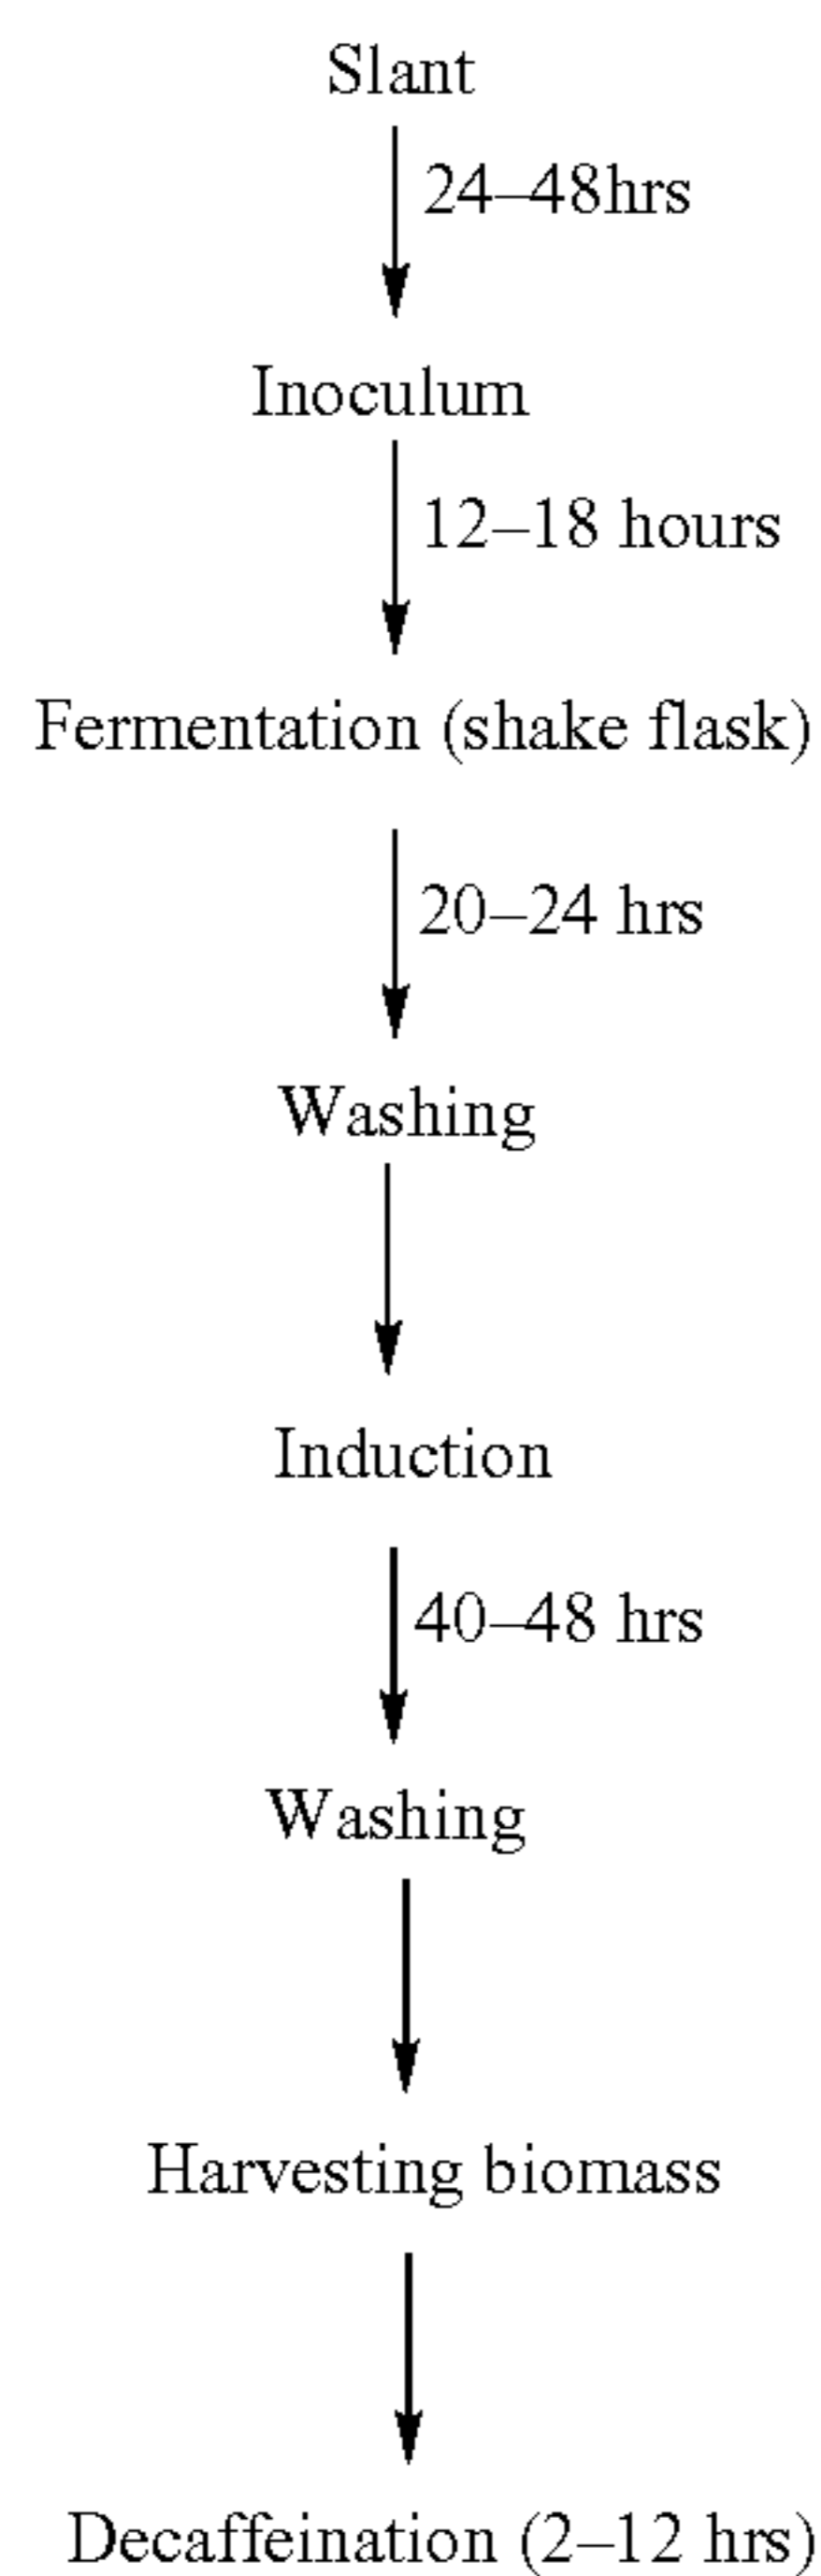 Slant
24–48hrs
Inoculum
12–18 hours
Fermentation (shake flask)
20–24 hrs
Washing
Induction
40–48 hrs
Washing
Harvesting biomass
Decaffeination (2–12 hrs)